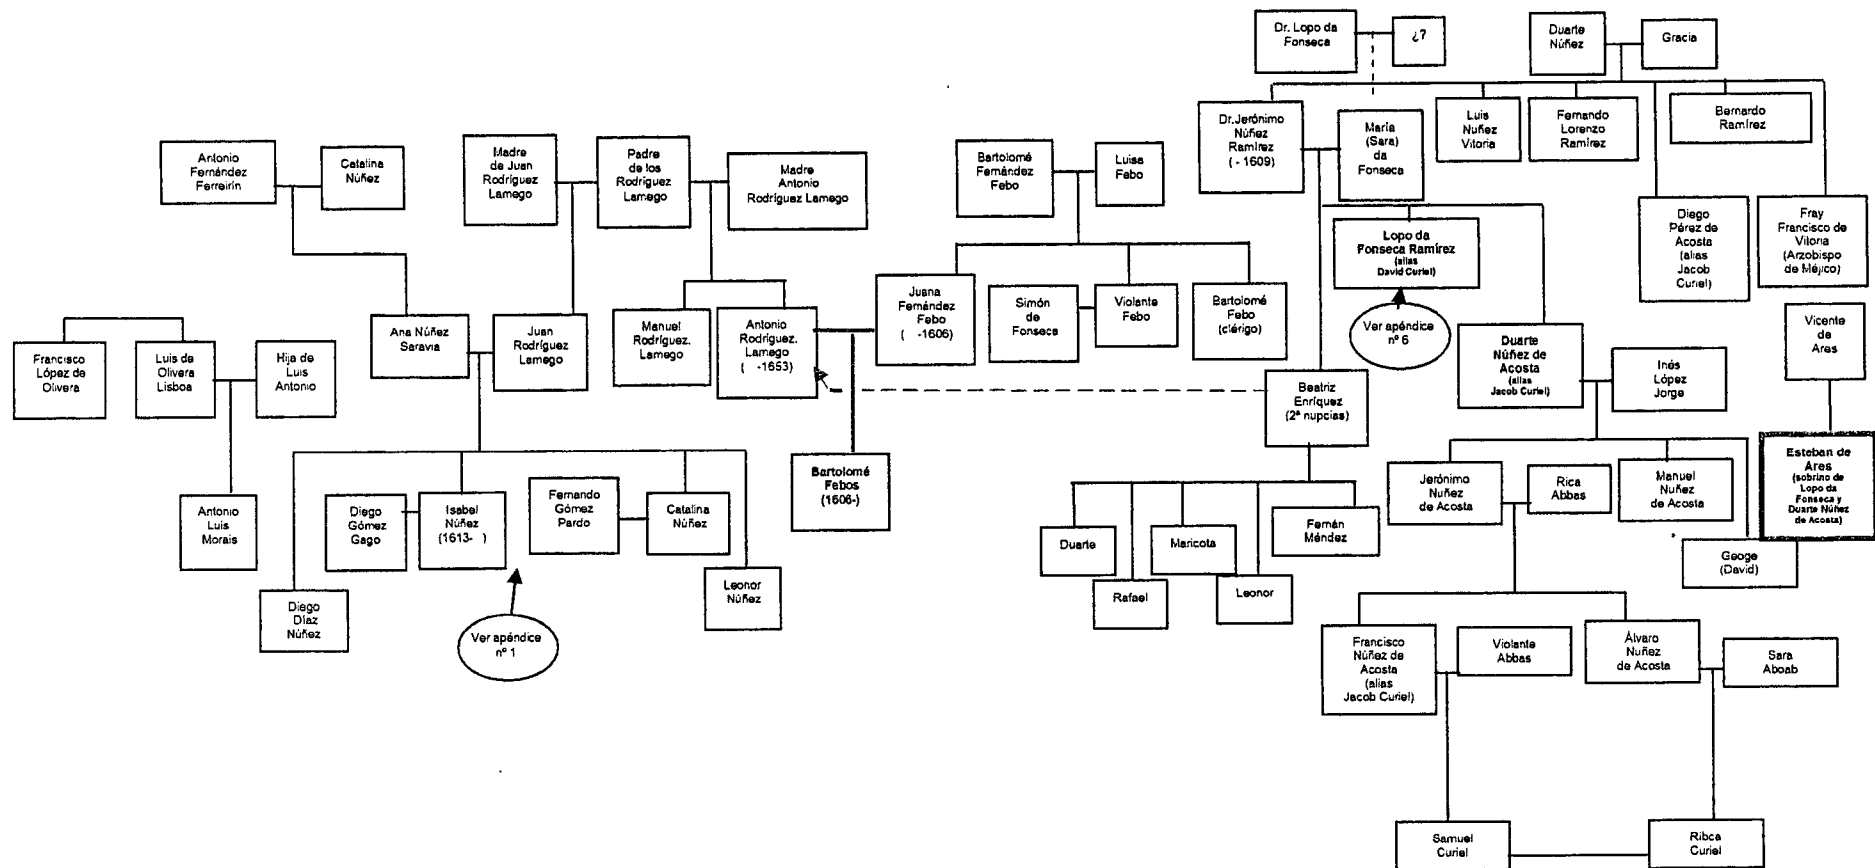 Dr. Lopo da
Fonseca
¿?
Duarte
Núñez
Gracia
Dr.Jerónimo
Núñez
Ramírez
( - 1609)
María
(Sara)
da
Fonseca
Luis
Nuñez
Vitoria
Fernando
Lorenzo
Ramírez
Bernardo
Ramírez
Antonio
Fernández
Ferreirín
Catalina
Núñez
Madre
de Juan
Rodríguez
Lamego
Padre
de los
Rodríguez
Lamego
Madre
Antonio
Rodríguez Lamego
Bartolomé
Fernández
Febo
Luisa
Febo
Lopo da
Fonseca Ramírez
(alias
David Curiel)
Diego
Pérez de
Acosta
(alias
Jacob
Curiel)
Fray
Francisco de
Vitoria
(Arzobispo
de Méjico)
Francisco
López de
Olivera
Luis de
Olivera
Lisboa
Hija de
Luis
Antonio
Ana Núñez
Saravia
Juan
Rodríguez
Lamego
Manuel
Rodríguez.
Lamego
Antonio
Rodríguez.
Lamego
( -1653)
Juana
Fernández
Febo
( -1606)
Simón
de
Fonseca
Violante
Febo
Bartolomé
Febo
(clérigo)
Ver apéndice
nº 6
Duarte
Núñez de
Acosta
(alias
Jacob Curiel)
Inés
López
Jorge
Vicente
de
Ares
Beatriz
Enríquez
(2ª nupcias)
Antonio
Luis
Morais
Diego
Gómez
Gago
Isabel
Núñez
(1613- )
Fernando
Gómez
Pardo
Catalina
Núñez
Bartolomé
Febos
(1606-)
Jerónimo
Nuñez
de Acosta
Rica
Abbas
Manuel
Nuñez
de Acosta
Esteban de
Ares
(sobrino de
Lopo da
Fonseca y
Duarte Núñez
de Acosta)
Duarte
Maricota
Fernán
Méndez
Geoge
(David)
Diego
Díaz
Núñez
Ver apéndice
nº 1
Leonor
Núñez
Rafael
Leonor
Francisco
Núñez de
Acosta
(alias
Jacob Curiel)
Violante
Abbas
Álvaro
Nuñez
de Acosta
Sara
Aboab
Samuel
Curiel
Ribca
Curiel